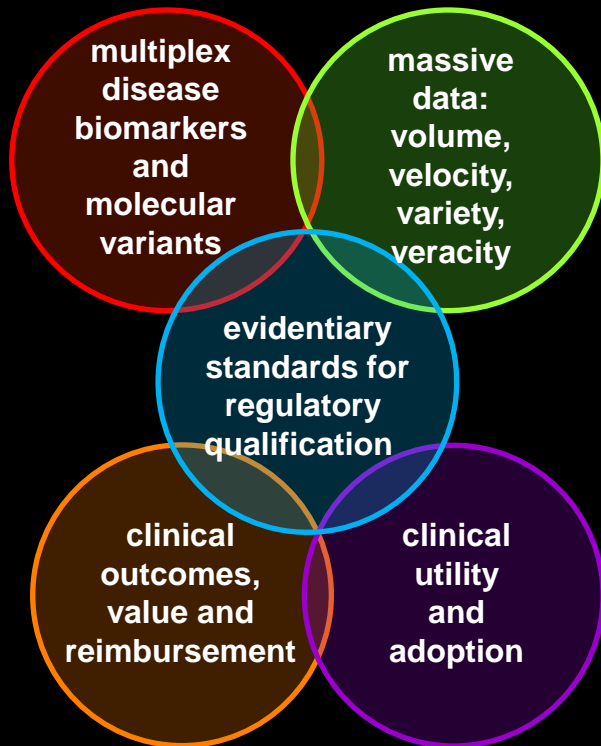 multiplex
disease
biomarkers
and
molecular
variants
massive
data:
volume,
velocity,
variety,
veracity
evidentiary
standards for
regulatory
qualification
clinical
outcomes,
value and
reimbursement
clinical
utility
and
adoption